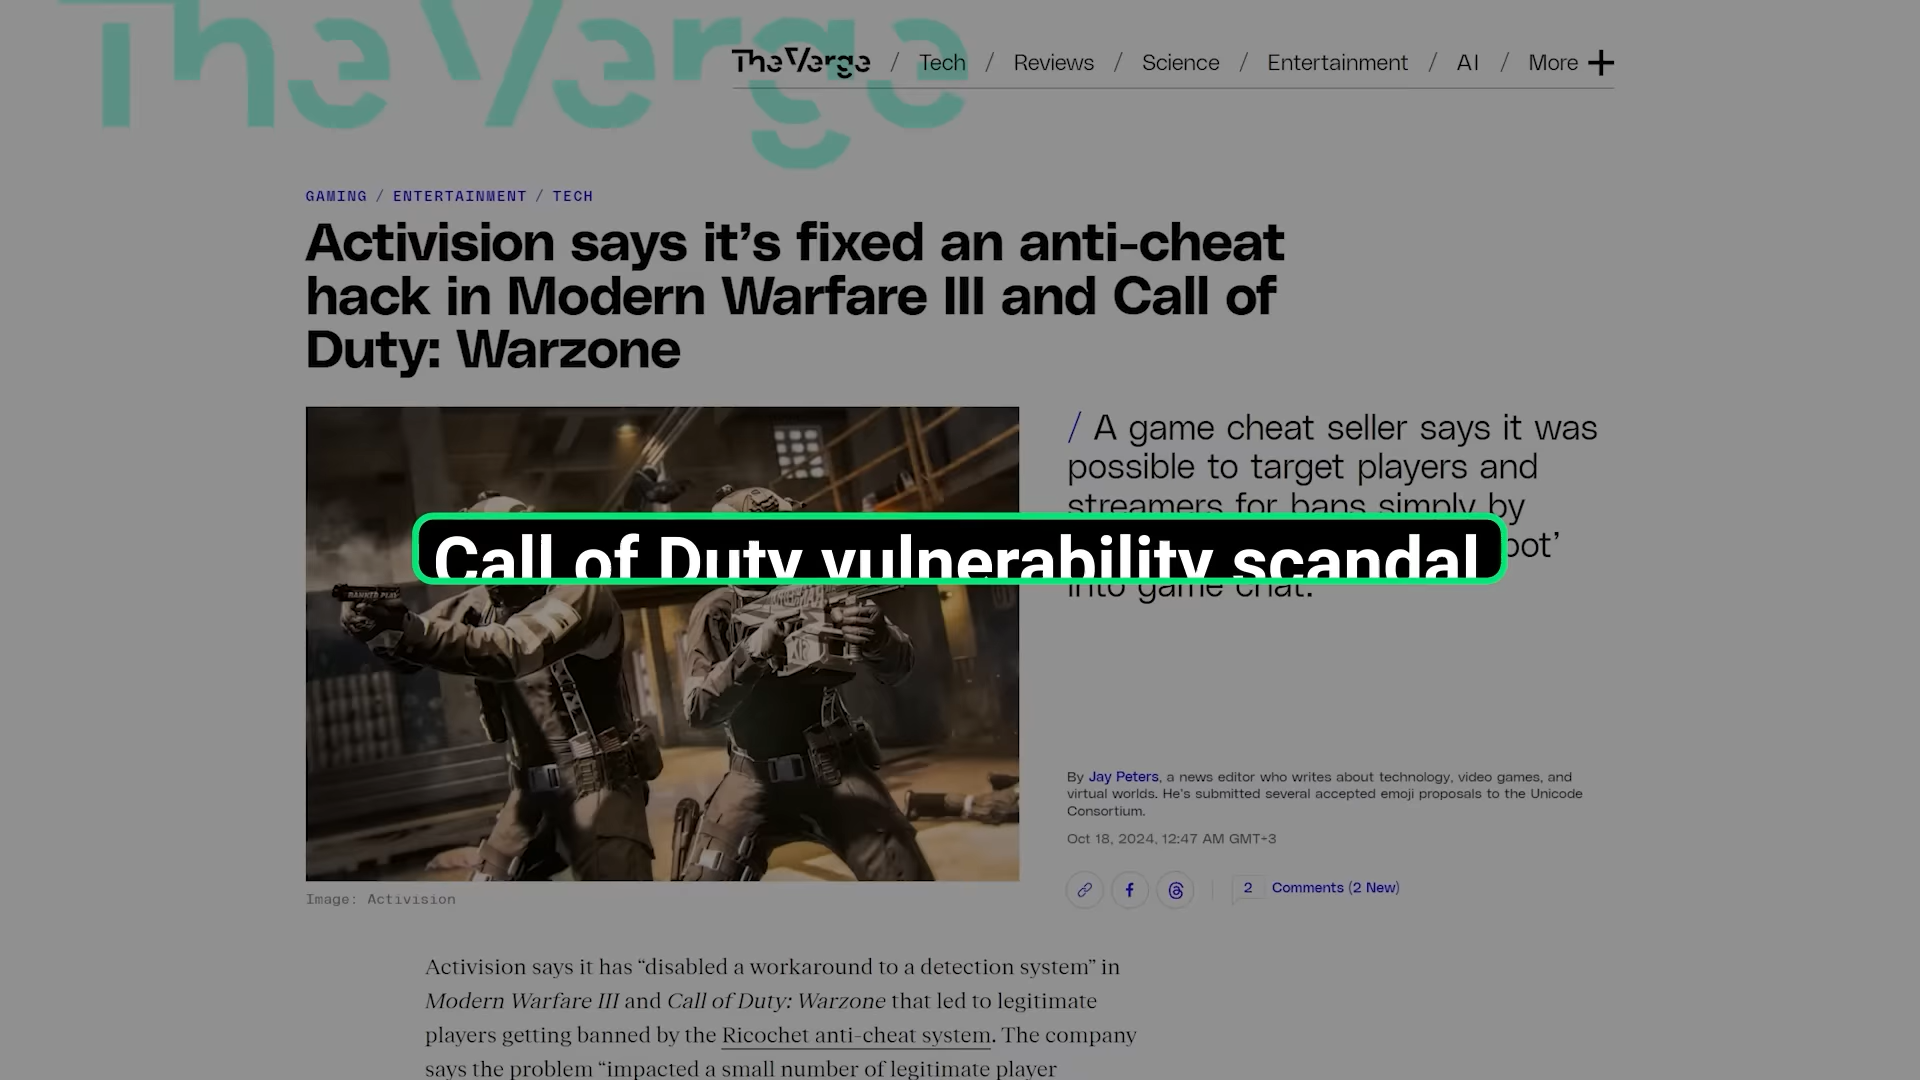 The Verge
The Verge / Tech / Reviews / Science / Entertainment / AI / More +
GAMING / ENTERTAINMENT / TECH
Activision says it’s fixed an anti-cheat
hack in Modern Warfare III and Call of
Duty: Warzone
/ A game cheat seller says it was
possible to target players and
streamers for bans simply by
Call of Duty vulnerability scandal
oot’
into game chat.
By Jay Peters, a news editor who writes about technology, video games, and
virtual worlds. He’s submitted several accepted emoji proposals to the Unicode
Consortium.
Oct 18, 2024, 12:47 AM GMT+3
2 Comments (2 New)
Image: Activision
Activision says it has “disabled a workaround to a detection system” in
Modern Warfare III and Call of Duty: Warzone that led to legitimate
players getting banned by the Ricochet anti-cheat system. The company
says the problem “impacted a small number of legitimate player